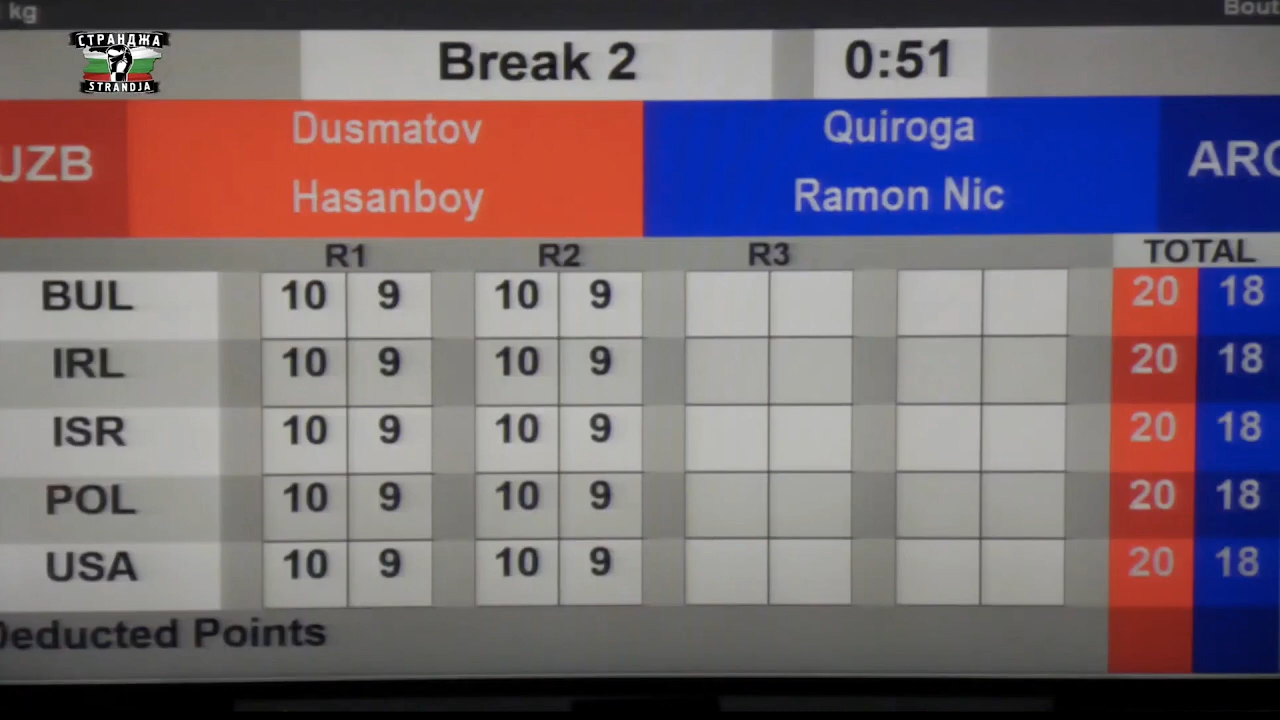 kg Bout
СТРАНДЖА
STRANDJA
Break 2 0:51
UZB Dusmatov Hasanboy Quiroga Ramon Nic ARG
R1 R2 R3 TOTAL
BUL 10 9 10 9 20 18
IRL 10 9 10 9 20 18
ISR 10 9 10 9 20 18
POL 10 9 10 9 20 18
USA 10 9 10 9 20 18
Deducted Points